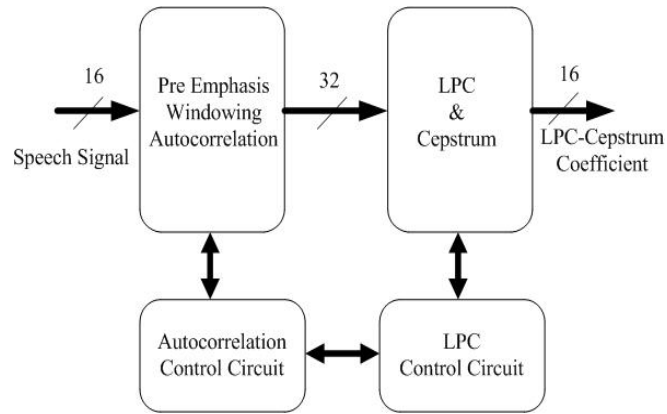 16
Speech Signal
Pre Emphasis
Windowing
Autocorrelation
32
LPC
&
Cepstrum
16
LPC-Cepstrum
Coefficient
Autocorrelation
Control Circuit
LPC
Control Circuit